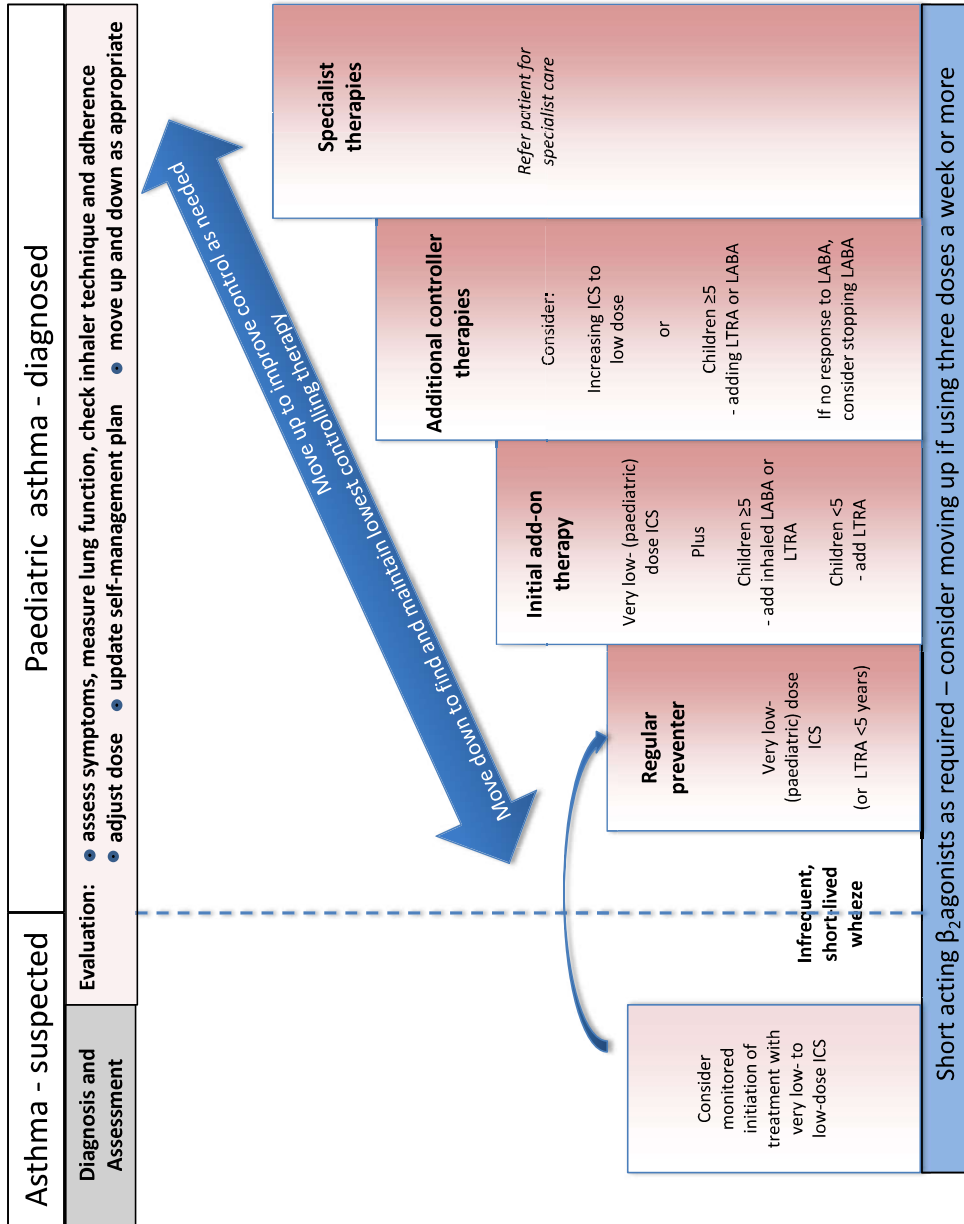 Asthma - suspected
Paediatric asthma - diagnosed
Diagnosis and
Assessment
Evaluation: • assess symptoms, measure lung function, check inhaler technique and adherence
• adjust dose • update self-management plan • move up and down as appropriate
Move up to improve control as needed
Move down to find and maintain lowest controlling therapy
Consider
monitored
initiation of
treatment with
very low- to
low-dose ICS
Infrequent,
short-lived
wheeze
Regular
preventer
Very low-
(paediatric) dose
ICS
(or LTRA <5 years)
Initial add-on
therapy
Very low- (paediatric)
dose ICS
Plus
Children ≥5
- add inhaled LABA or
LTRA
Children <5
- add LTRA
Additional controller
therapies
Consider:
Increasing ICS to
low dose
or
Children ≥5
- adding LTRA or LABA
If no response to LABA,
consider stopping LABA
Specialist
therapies
Refer patient for
specialist care
Short acting β₂ agonists as required – consider moving up if using three doses a week or more